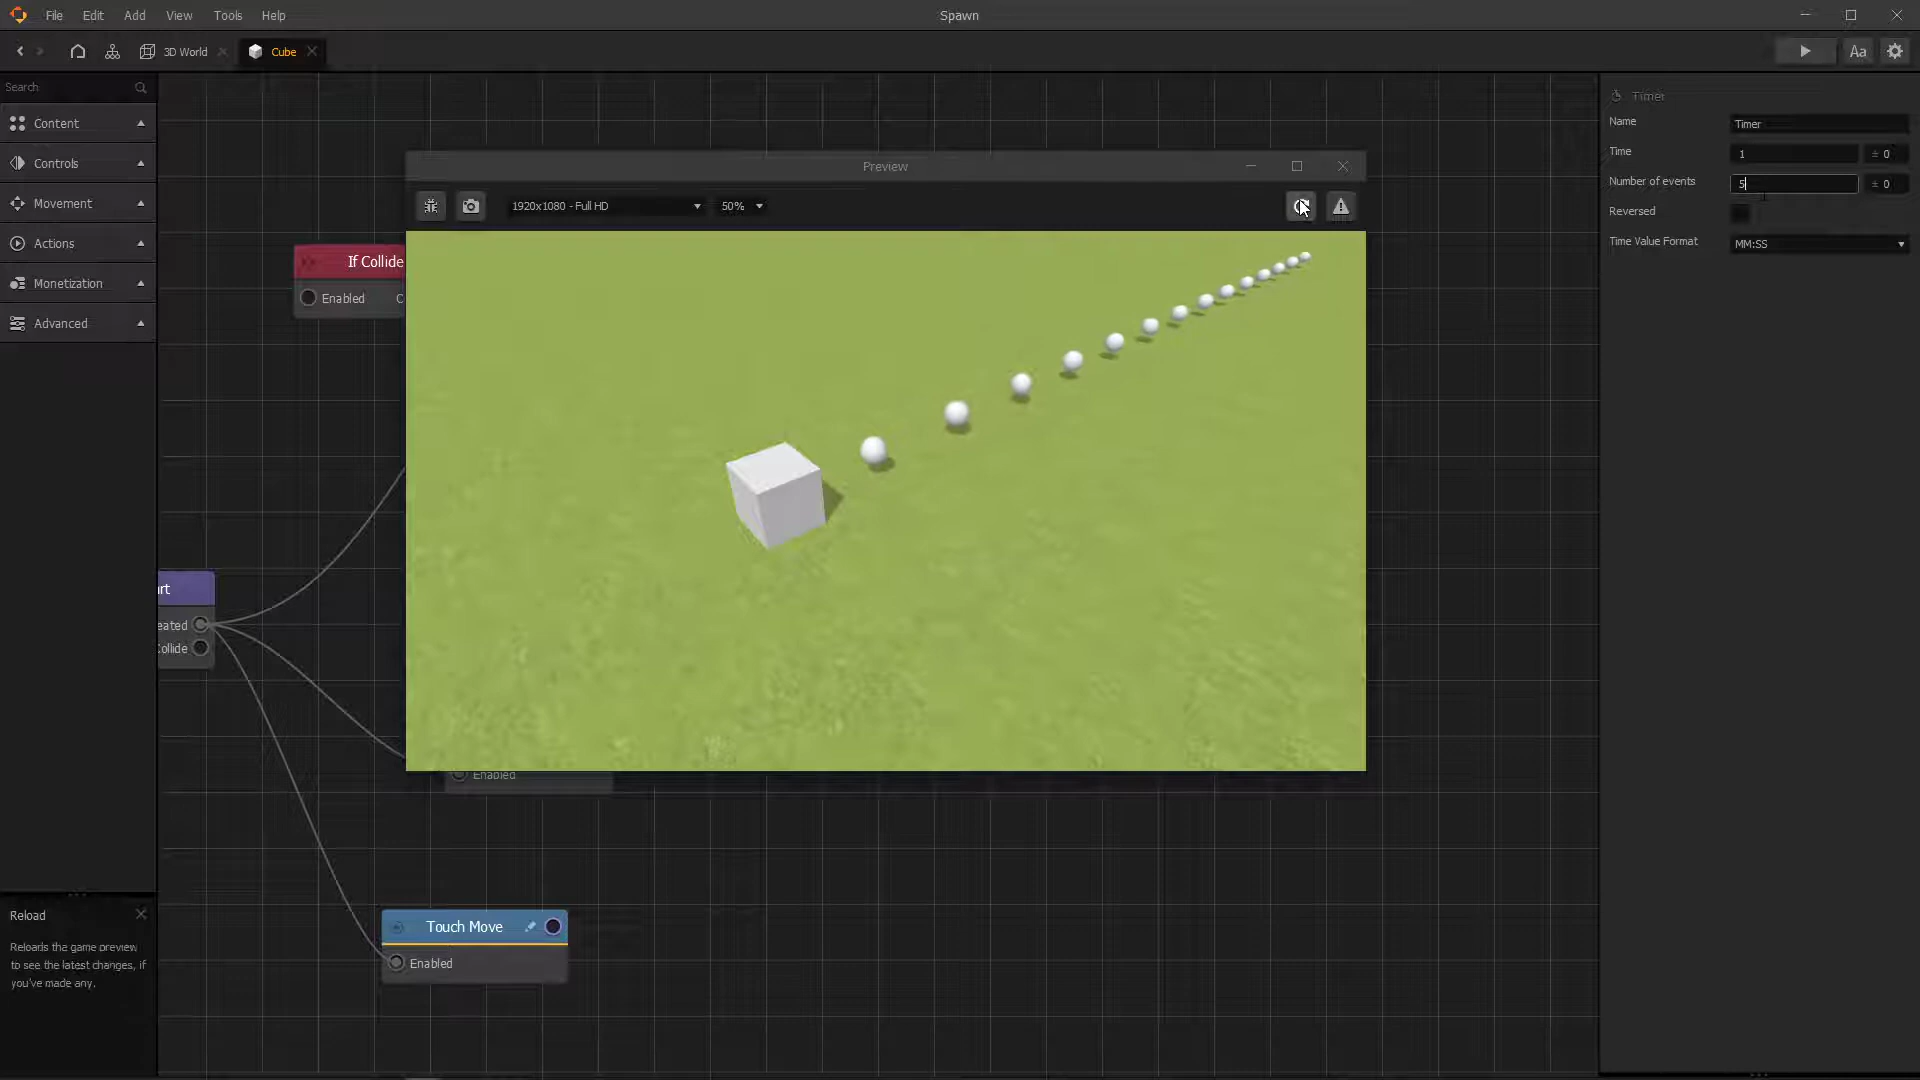 File Edit Add View Tools Help
Spawn
3D World
Cube
Aa
Search
Content
Controls
Movement
Actions
Monetization
Advanced
If Collide
Enabled
C
Preview
1920x1080 - Full HD
50%
Timer
Name
Timer
Time
1
± 0
Number of events
5
± 0
Reversed
Time Value Format
MM:SS
rt
eated
Collide
Enabled
Touch Move
Enabled
Reload
Reloads the game preview
to see the latest changes, if
you've made any.